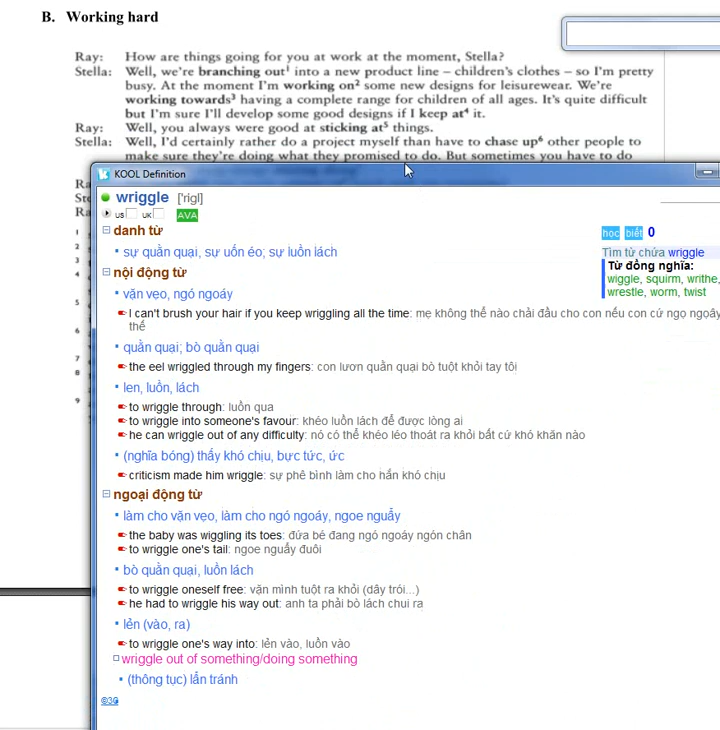 B. Working hard
Ray: How are things going for you at work at the moment, Stella?
Stella: Well, we're branching out¹ into a new product line – children's clothes – so I'm pretty
busy. At the moment I'm working on² some new designs for leisurewear. We're
working towards³ having a complete range for children of all ages. It's quite difficult
but I'm sure I'll develop some good designs if I keep at⁴ it.
Ray: Well, you always were good at sticking at⁵ things.
Stella: Well, I'd certainly rather do a project myself than have to chase up⁶ other people to
make sure they're doing what they promised to do. But sometimes you have to do
KOOL Definition
Ra
Ste
Ra
1
2
3
4
5
6
7
8
9
wriggle ['rigl]
US UK AVA
danh từ
sự quằn quại, sự uốn éo; sự luồn lách
nội động từ
vặn vẹo, ngó ngoáy
I can't brush your hair if you keep wriggling all the time: mẹ không thể nào chải đầu cho con nếu con cứ ngọ ngoậy
thế
quằn quại; bò quằn quại
the eel wriggled through my fingers: con lươn quằn quại bò tuột khỏi tay tôi
len, luồn, lách
to wriggle through: luồn qua
to wriggle into someone's favour: khéo luồn lách để được lòng ai
he can wriggle out of any difficulty: nó có thể khéo léo thoát ra khỏi bất cứ khó khăn nào
(nghĩa bóng) thấy khó chịu, bực tức, ức
criticism made him wriggle: sự phê bình làm cho hắn khó chịu
ngoại động từ
làm cho vặn vẹo, làm cho ngó ngoáy, ngoe nguẩy
the baby was wiggling its toes: đứa bé đang ngó ngoáy ngón chân
to wriggle one's tail: ngoe nguẩy đuôi
bò quằn quại, luồn lách
to wriggle oneself free: vặn mình tuột ra khỏi (dây trói...)
he had to wriggle his way out: anh ta phải bò lách chui ra
lẻn (vào, ra)
to wriggle one's way into: lẻn vào, luồn vào
wriggle out of something/doing something
(thông tục) lẩn tránh
học biết 0
Tìm từ chứa wriggle
Từ đồng nghĩa:
wiggle, squirm, writhe,
wrestle, worm, twist